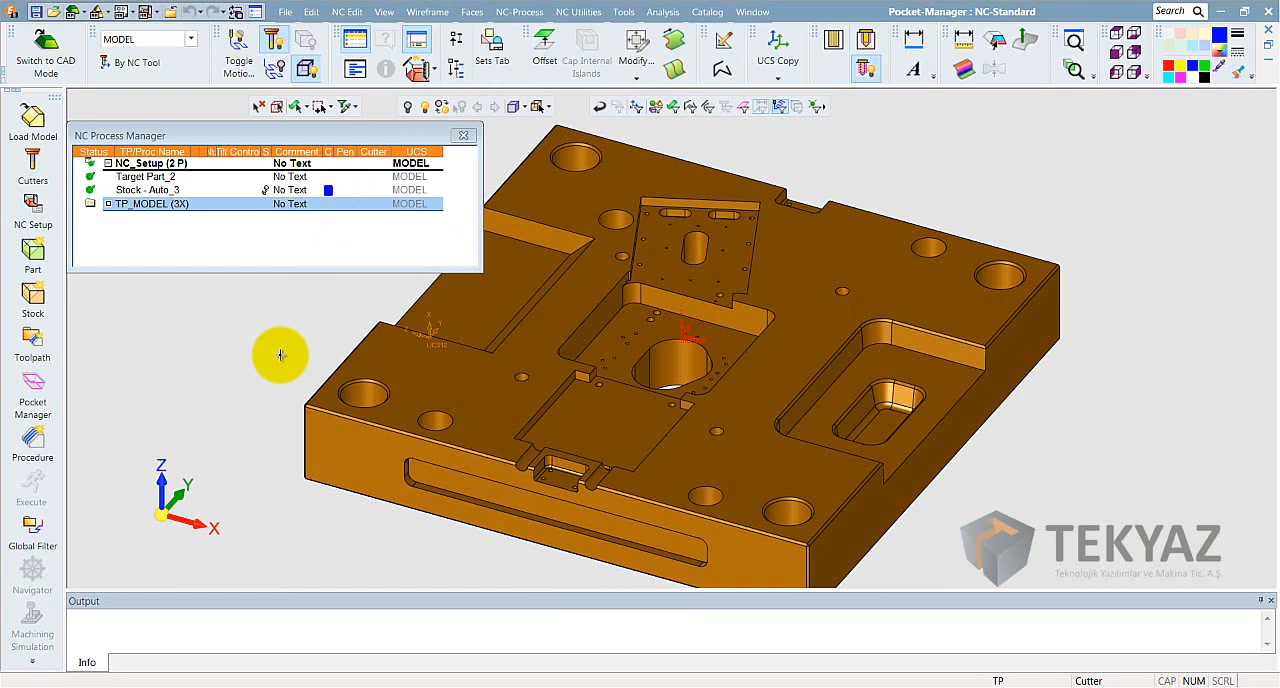 File Edit NC Edit View Wireframe Faces NC-Process NC Utilities Tools Analysis Catalog Window
Pocket-Manager : NC-Standard
Search
Switch to CAD Mode
MODEL
By NC Tool
Toggle Motio...
Sets Tab
Offset
Cap Internal Islands
Modify...
UCS Copy
Load Model
Cutters
NC Setup
Part
Stock
Toolpath
Pocket Manager
Procedure
Execute
Global Filter
Navigator
Machining Simulation
NC Process Manager
Status TP/Proc Name Tilt Contro S Comment C Pen Cutter UCS
NC_Setup (2 P) No Text MODEL
Target Part_2 No Text MODEL
Stock - Auto_3 No Text MODEL
TP_MODEL (3X) No Text MODEL
X
Y
UCS12
Z
Y
X
TEKYAZ
Teknolojik Yazılımlar ve Makina Tic. A.Ş.
Output
Info
TP Cutter CAP NUM SCRL